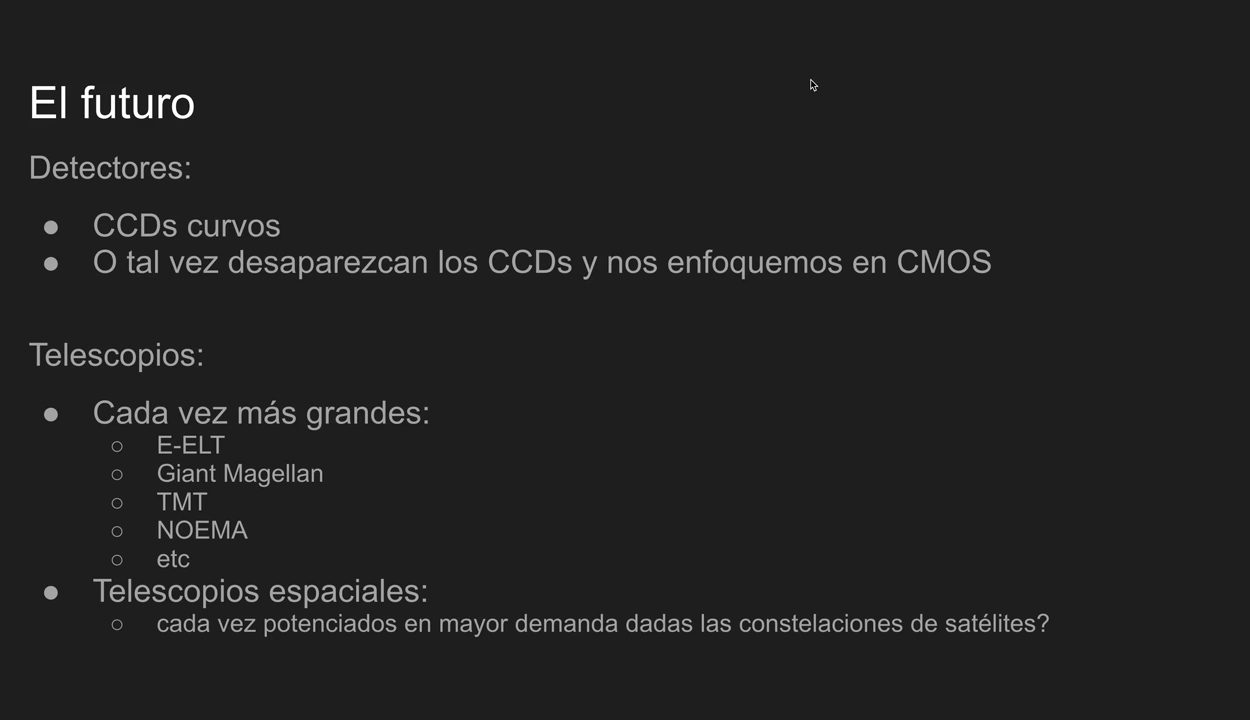 El futuro
Detectores:
● CCDs curvos
● O tal vez desaparezcan los CCDs y nos enfoquemos en CMOS
Telescopios:
● Cada vez más grandes:
○ E-ELT
○ Giant Magellan
○ TMT
○ NOEMA
○ etc
● Telescopios espaciales:
○ cada vez potenciados en mayor demanda dadas las constelaciones de satélites?